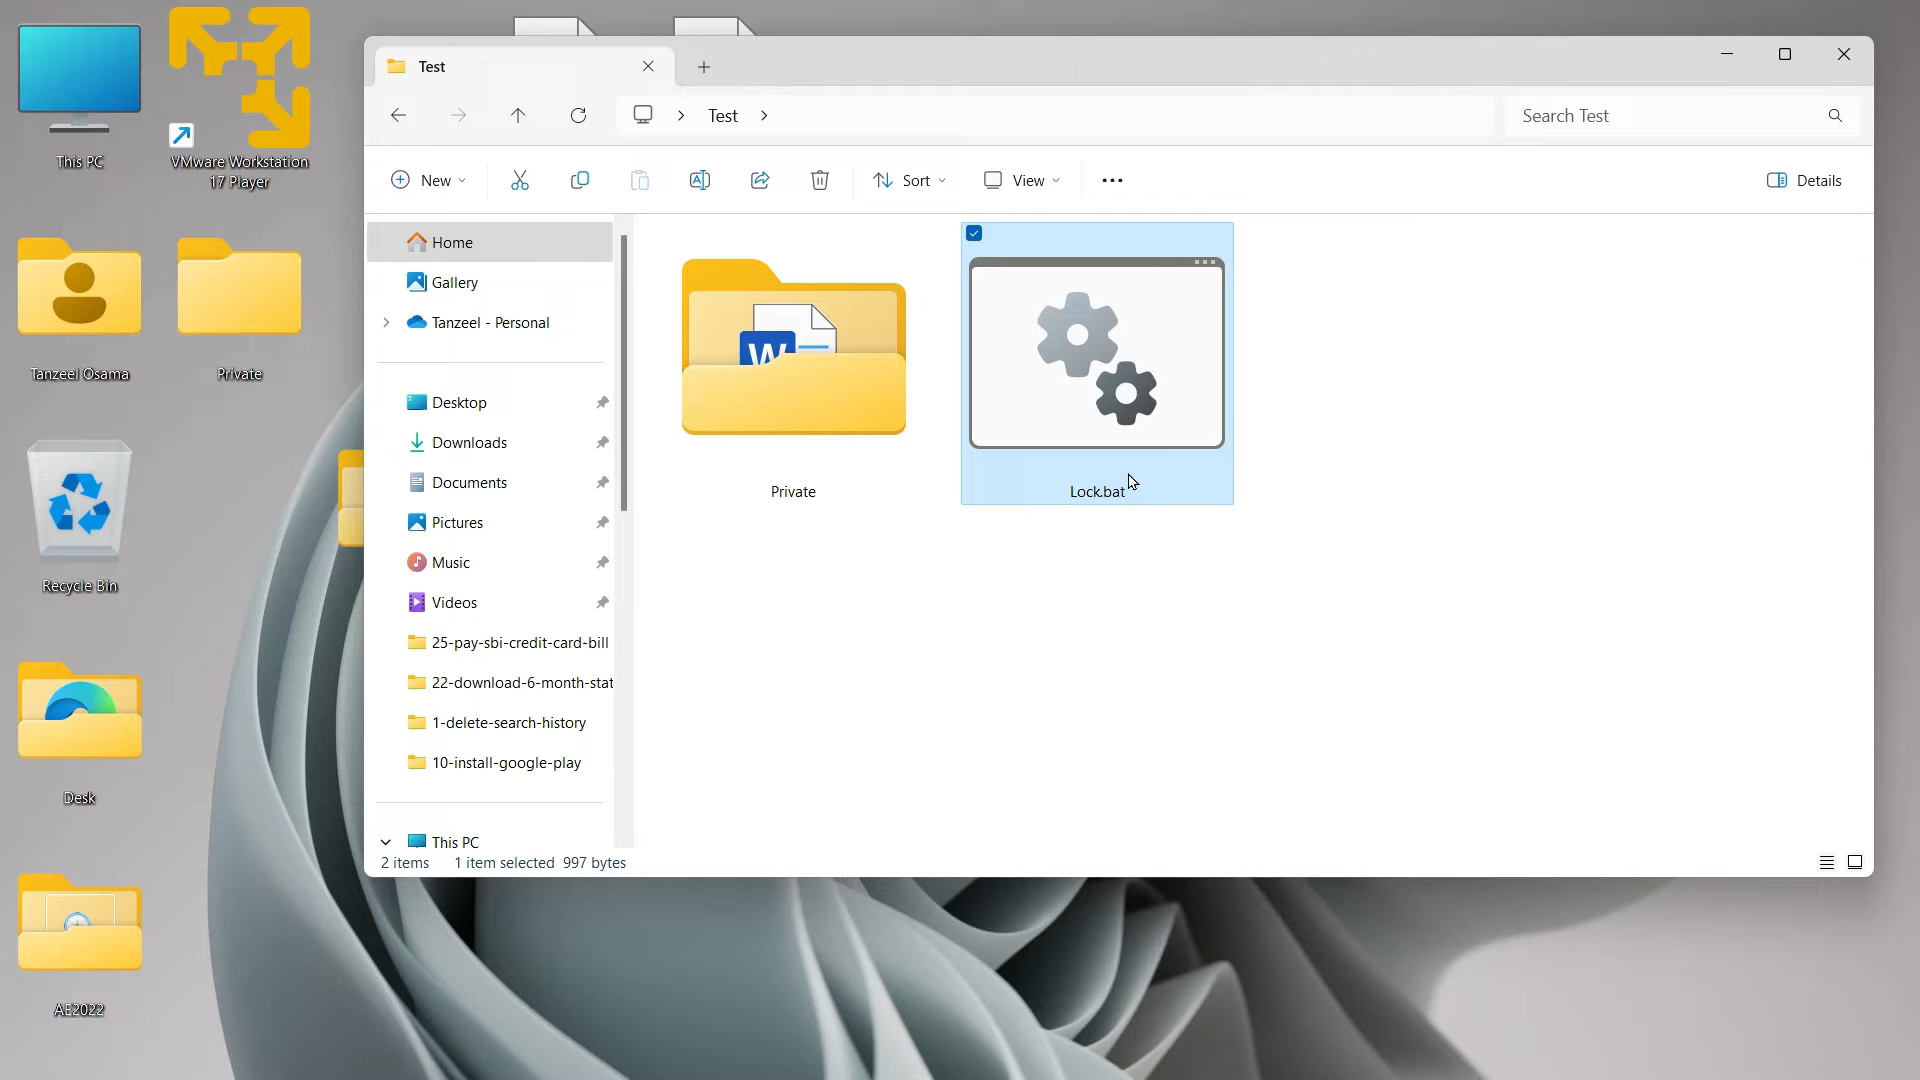 This PC
VMware Workstation
17 Player
Tanzeel Osama
Private
Recycle Bin
Desk
AE2022
Test
Test
Search Test
New
Sort
View
Details
Home
Gallery
Tanzeel - Personal
Desktop
Downloads
Documents
Pictures
Music
Videos
25-pay-sbi-credit-card-bill
22-download-6-month-stat
1-delete-search-history
10-install-google-play
This PC
W
Private
Lock.bat
2 items 1 item selected 997 bytes